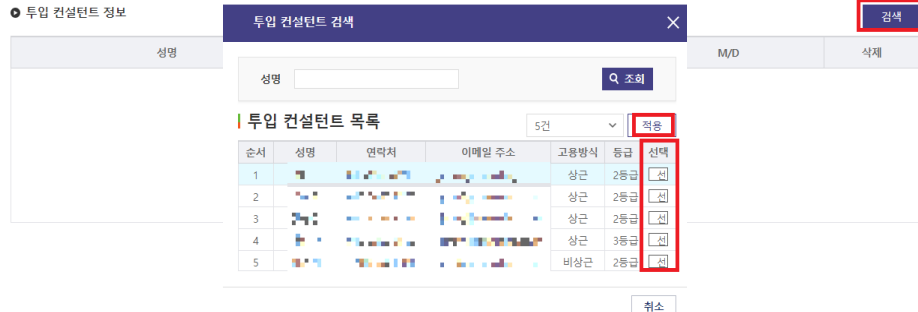 투입 컨설턴트 정보
검색
성명
M/D
삭제
투입 컨설턴트 검색
성명
조회
투입 컨설턴트 목록
5건
적용
순서 성명 연락처 이메일 주소 고용방식 등급 선택
1 상근 2등급 선
2 상근 2등급 선
3 상근 2등급 선
4 상근 3등급 선
5 비상근 2등급 선
취소